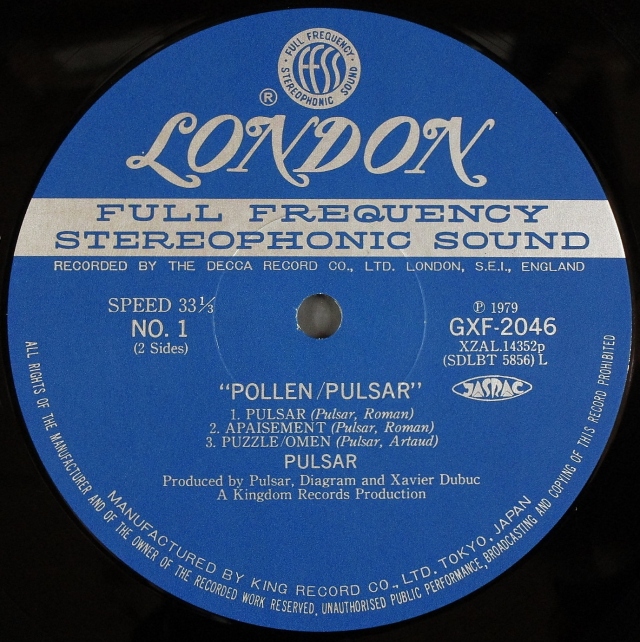 FULL FREQUENCY
ffss
STEREOPHONIC SOUND
®
LONDON
FULL FREQUENCY
STEREOPHONIC SOUND
RECORDED BY THE DECCA RECORD CO., LTD. LONDON, S.E.I., ENGLAND
SPEED 33⅓
NO. 1
(2 Sides)
℗ 1979
GXF-2046
XZAL.14352p
(SDLBT 5856) L
JASRAC
"POLLEN/PULSAR"
1. PULSAR (Pulsar, Roman)
2. APAISEMENT (Pulsar, Roman)
3. PUZZLE/OMEN (Pulsar, Artaud)
PULSAR
Produced by Pulsar, Diagram and Xavier Dubuc
A Kingdom Records Production
MANUFACTURED BY KING RECORD CO., LTD. TOKYO, JAPAN
ALL RIGHTS OF THE MANUFACTURER AND OF THE OWNER OF THE RECORDED WORK RESERVED, UNAUTHORISED PUBLIC PERFORMANCE, BROADCASTING AND COPYING OF THIS RECORD PROHIBITED